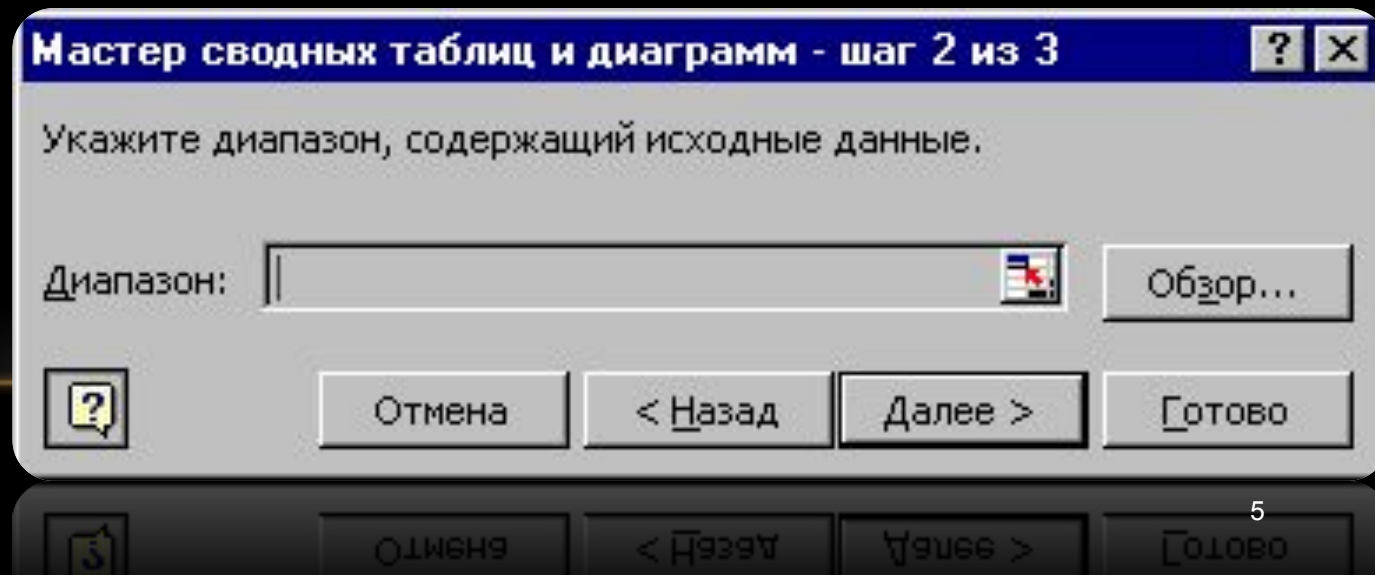 Мастер сводных таблиц и диаграмм - шаг 2 из 3
Укажите диапазон, содержащий исходные данные.
Диапазон:
Обзор...
Отмена
< Назад
Далее >
Готово
5